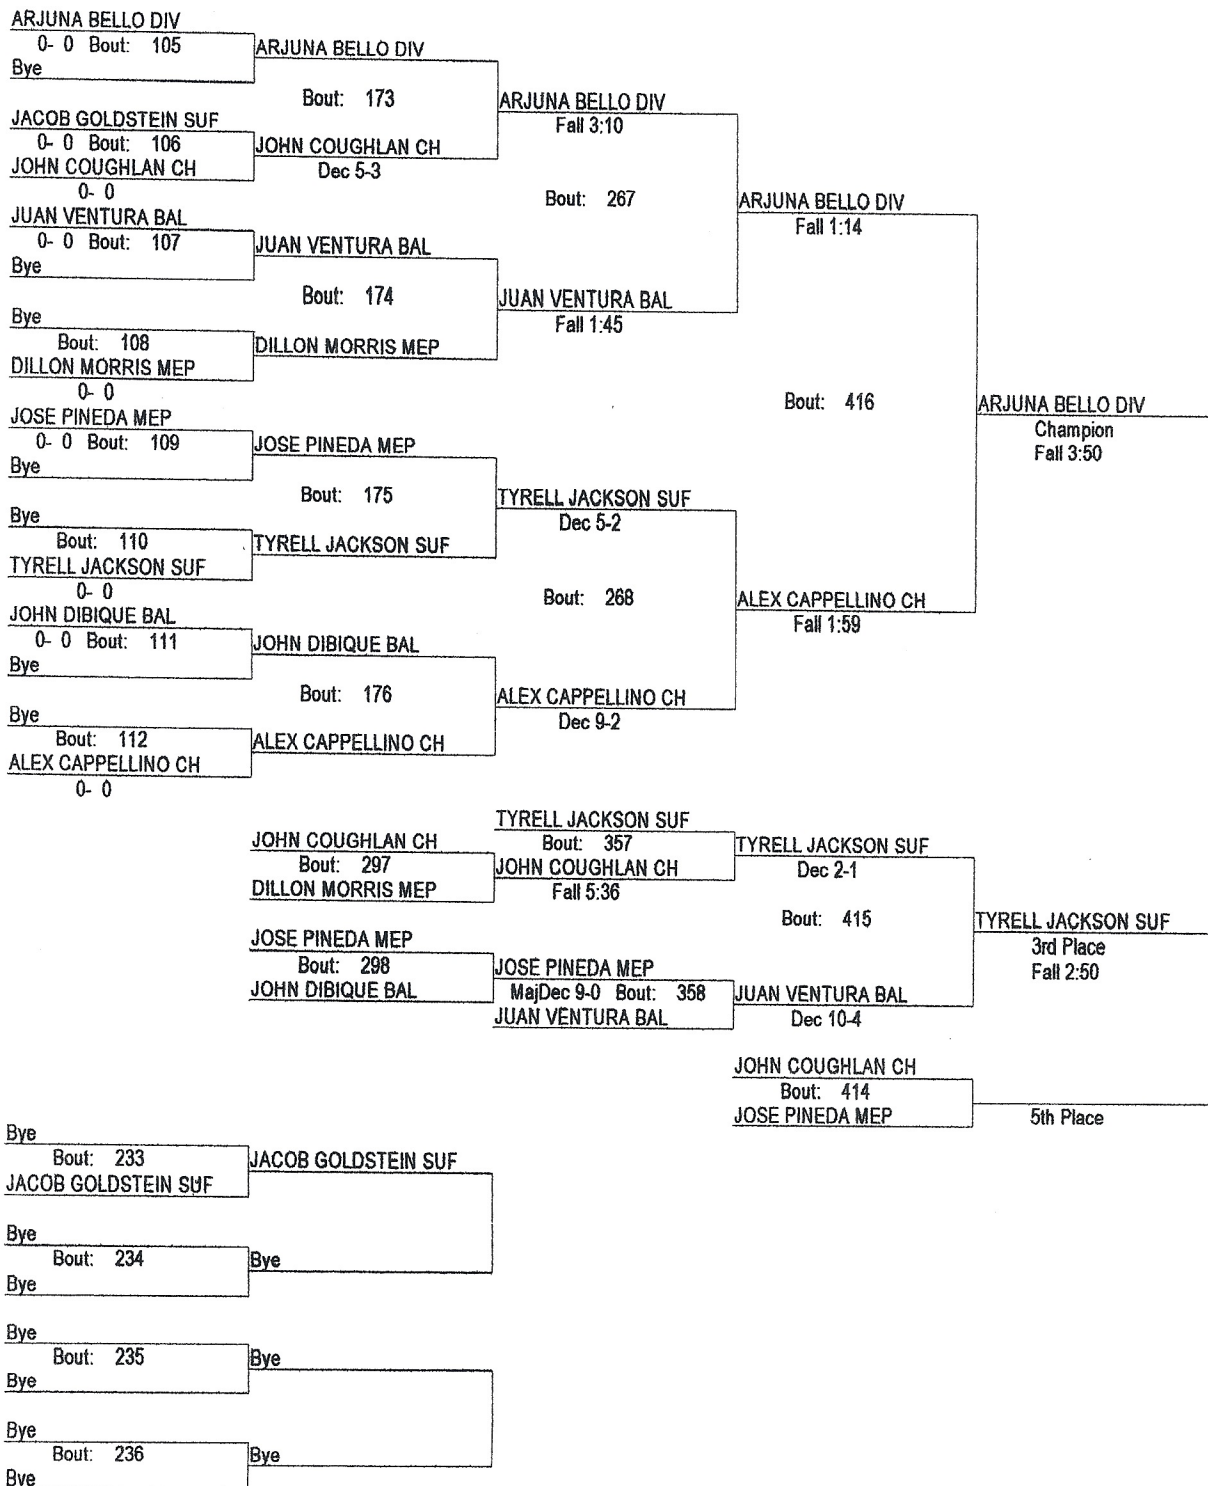 ARJUNA BELLO DIV
0- 0 Bout: 105
Bye
ARJUNA BELLO DIV
Bout: 173
JACOB GOLDSTEIN SUF
0- 0 Bout: 106
JOHN COUGHLAN CH
0- 0
JOHN COUGHLAN CH
Dec 5-3
ARJUNA BELLO DIV
Fall 3:10
Bout: 267
JUAN VENTURA BAL
0- 0 Bout: 107
Bye
JUAN VENTURA BAL
Bout: 174
Bye
Bout: 108
DILLON MORRIS MEP
0- 0
DILLON MORRIS MEP
JUAN VENTURA BAL
Fall 1:45
ARJUNA BELLO DIV
Fall 1:14
Bout: 416
JOSE PINEDA MEP
0- 0 Bout: 109
Bye
JOSE PINEDA MEP
Bout: 175
Bye
Bout: 110
TYRELL JACKSON SUF
0- 0
TYRELL JACKSON SUF
TYRELL JACKSON SUF
Dec 5-2
Bout: 268
JOHN DIBIQUE BAL
0- 0 Bout: 111
Bye
JOHN DIBIQUE BAL
Bout: 176
Bye
Bout: 112
ALEX CAPPELLINO CH
0- 0
ALEX CAPPELLINO CH
ALEX CAPPELLINO CH
Dec 9-2
ALEX CAPPELLINO CH
Fall 1:59
ARJUNA BELLO DIV
Champion
Fall 3:50
JOHN COUGHLAN CH
Bout: 297
DILLON MORRIS MEP
TYRELL JACKSON SUF
Bout: 357
JOHN COUGHLAN CH
Fall 5:36
TYRELL JACKSON SUF
Dec 2-1
Bout: 415
JOSE PINEDA MEP
Bout: 298
JOHN DIBIQUE BAL
JOSE PINEDA MEP
MajDec 9-0 Bout: 358
JUAN VENTURA BAL
JUAN VENTURA BAL
Dec 10-4
TYRELL JACKSON SUF
3rd Place
Fall 2:50
JOHN COUGHLAN CH
Bout: 414
JOSE PINEDA MEP
5th Place
Bye
Bout: 233
JACOB GOLDSTEIN SUF
JACOB GOLDSTEIN SUF
Bye
Bout: 234
Bye
Bye
Bye
Bout: 235
Bye
Bye
Bye
Bout: 236
Bye
Bye